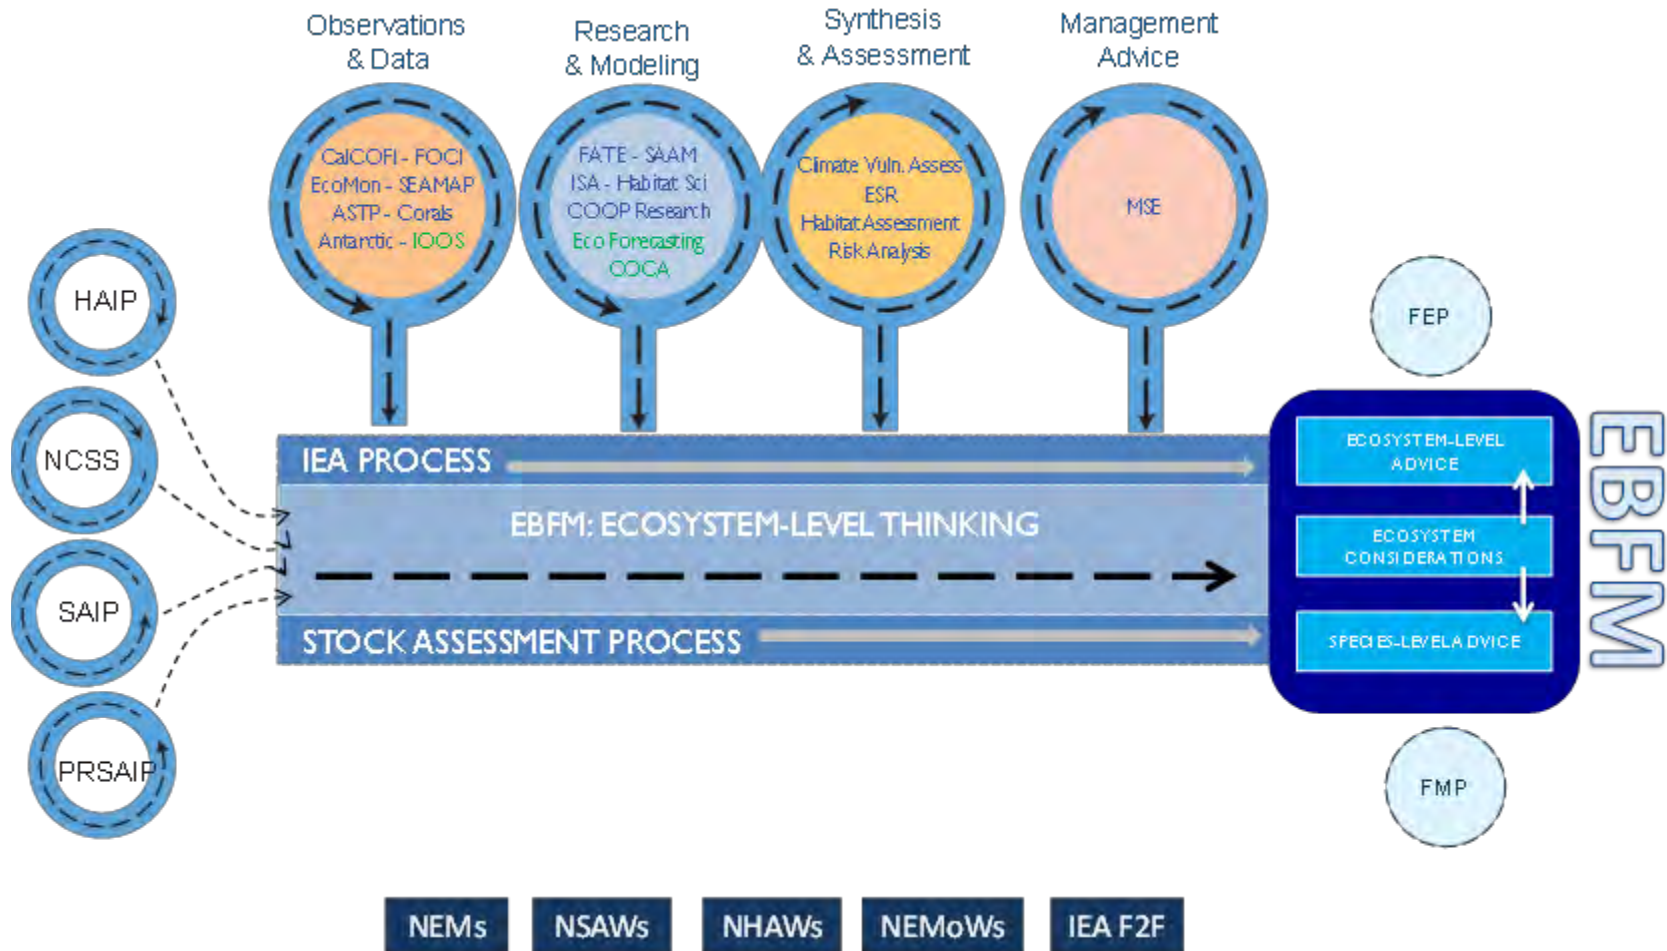 Observations
& Data
Research
& Modeling
Synthesis
& Assessment
Management
Advice
CalCOFI - FOCI
EcoMon - SEAMAP
ASTP - Corals
Antarctic - IOOS
FATE - SAAM
ISA - Habitat Sci
COOP Research
Eco Forecasting
COCA
Climate Vuln. Assess
ESR
Habitat Assessment
Risk Analysis
MSE
HAIP
NCSS
SAIP
PRSAIP
IEA PROCESS
EBFM: ECOSYSTEM-LEVEL THINKING
STOCK ASSESSMENT PROCESS
FEP
ECOSYSTEM-LEVEL
ADVICE
ECOSYSTEM
CONSIDERATIONS
SPECIES-LEVEL ADVICE
FMP
EBFM
NEMs
NSAWs
NHAWs
NEMoWs
IEA F2F